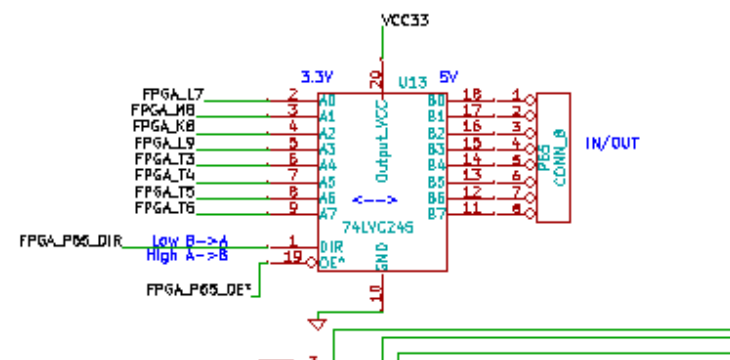 VCC33
3.3V 20 U13 5V
FPGA_L7 2 A0 B0 18 1
FPGA_M8 3 A1 B1 17 2
FPGA_K8 4 A2 B2 16 3
FPGA_L9 5 A3 B3 15 4
FPGA_T3 6 A4 B4 14 5
FPGA_T4 7 A5 B5 13 6
FPGA_T5 8 A6 B6 12 7
FPGA_T6 9 A7 B7 11 8
Output_VCC
P65
CONN_8
IN/OUT
<--->
74LVC245
FPGA_P65_DIR Low B->A 1 DIR
High A->B 19 OE*
FPGA_P65_OE*
GND
10